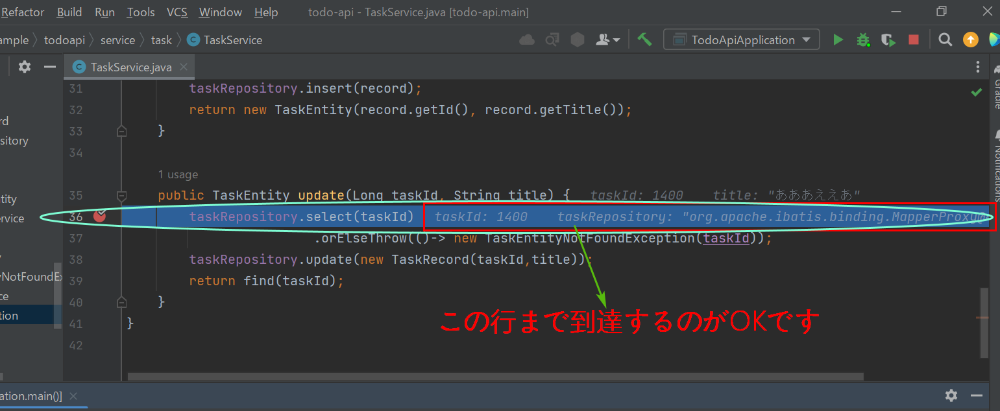 Refactor Build Run Tools VCS Window Help todo-api - TaskService.java [todo-api.main]
ample todoapi service task C TaskService TodoApiApplication
C TaskService.java
Gradle
Notifications
rd
sitory
tity
ervice
yNotFoundEx
ce
tion
31 taskRepository.insert(record);
32 return new TaskEntity(record.getId(), record.getTitle());
33 }
34
1 usage
35 public TaskEntity update(Long taskId, String title) { taskId: 1400 title: "あああええあ"
36 taskRepository.select(taskId) taskId: 1400 taskRepository: "org.apache.ibatis.binding.MapperProxy@
37 .orElseThrow(()-> new TaskEntityNotFoundException(taskId));
38 taskRepository.update(new TaskRecord(taskId,title));
39 return find(taskId);
40 }
41 }
42
この行まで到達するのがOKです
ation.main()]